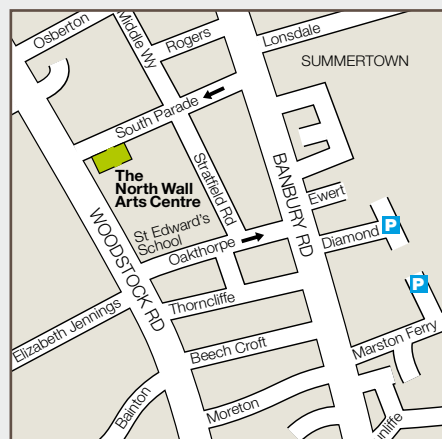 Osberton
Middle Wy
Rogers
Lonsdale
SUMMERTOWN
South Parade
The
North Wall
Arts Centre
Stratfield Rd
BANBURY RD
Ewert
St Edward's
School
WOODSTOCK RD
Oakthorpe
Diamond
P
P
Elizabeth Jennings
Thorncliffe
Beech Croft
Marston Ferry
Bainton
Moreton